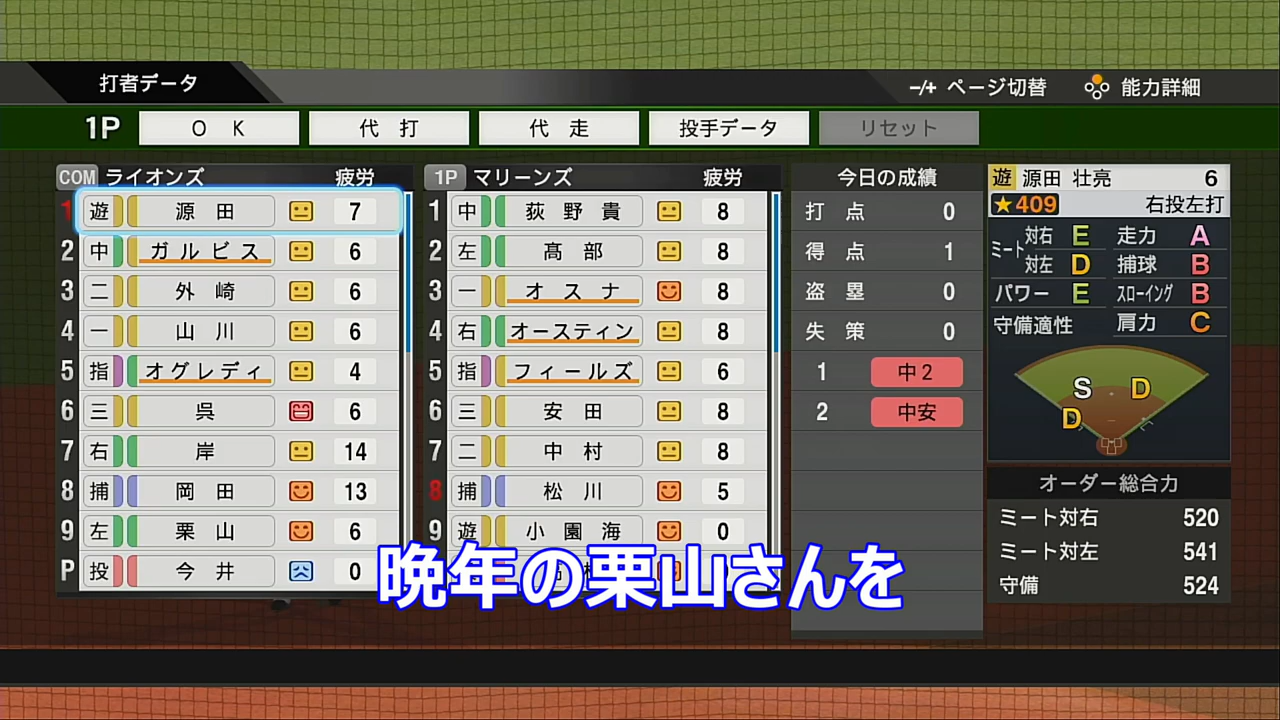 打者データ
−/+ ページ切替 能力詳細
1P OK 代打 代走 投手データ リセット
COM ライオンズ 疲労
1 遊 源田 7
2 中 ガルビス 6
3 二 外崎 6
4 一 山川 6
5 指 オグレディ 4
6 三 呉 6
7 右 岸 14
8 捕 岡田 13
9 左 栗山 6
P 投 今井 0
1P マリーンズ 疲労
1 中 荻野貴 8
2 左 高部 8
3 一 オスナ 8
4 右 オースティン 8
5 指 フィールズ 6
6 三 安田 8
7 二 中村 8
8 捕 松川 5
9 遊 小園海 0
今日の成績
打点 0
得点 1
盗塁 0
失策 0
1 中2
2 中安
遊 源田 壮亮 6
★409 右投左打
ミート 対右 E 走力 A
対左 D 捕球 B
パワー E スローイング B
守備適性 肩力 C
S D
D
オーダー総合力
ミート対右 520
ミート対左 541
守備 524
晩年の栗山さんを